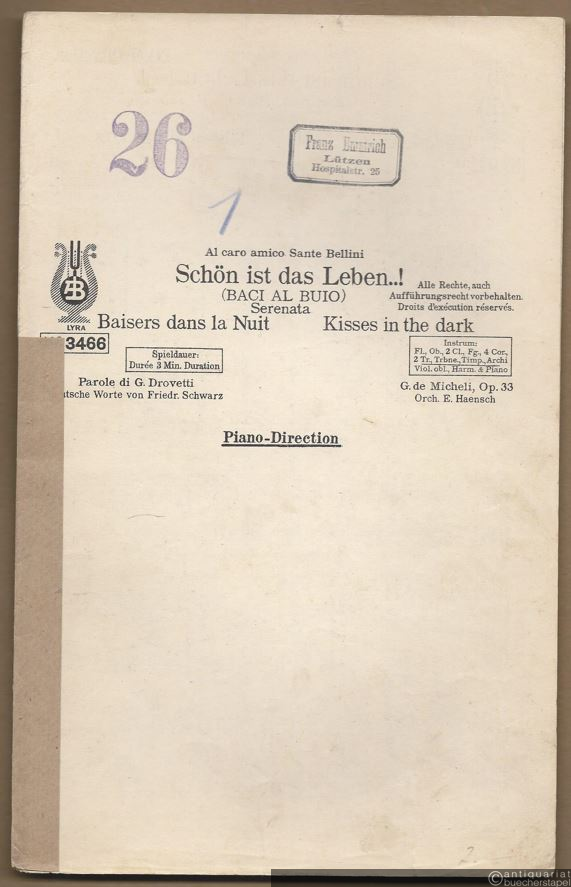 26
Franz
Lützen
Hospitalstr. 25
1
Al caro amico Sante Bellini
Schön ist das Leben..!
(BACI AL BUIO)
Serenata
Alle Rechte, auch
Aufführungsrecht vorbehalten.
Droits d'exécution réservés.
AB
LYRA
Baisers dans la Nuit
Kisses in the dark
3466
Spieldauer:
Durée 3 Min. Duration
Instrum:
Fl., Ob., 2 Cl., Fg., 4 Cor.,
2 Tr., Trbne., Timp., Archi
Viol. obl., Harm. & Piano
Parole di G. Drovetti
tsche Worte von Friedr. Schwarz
G. de Micheli, Op. 33
Orch. E. Haensch
Piano-Direction
©antiquariat
buecherstapel